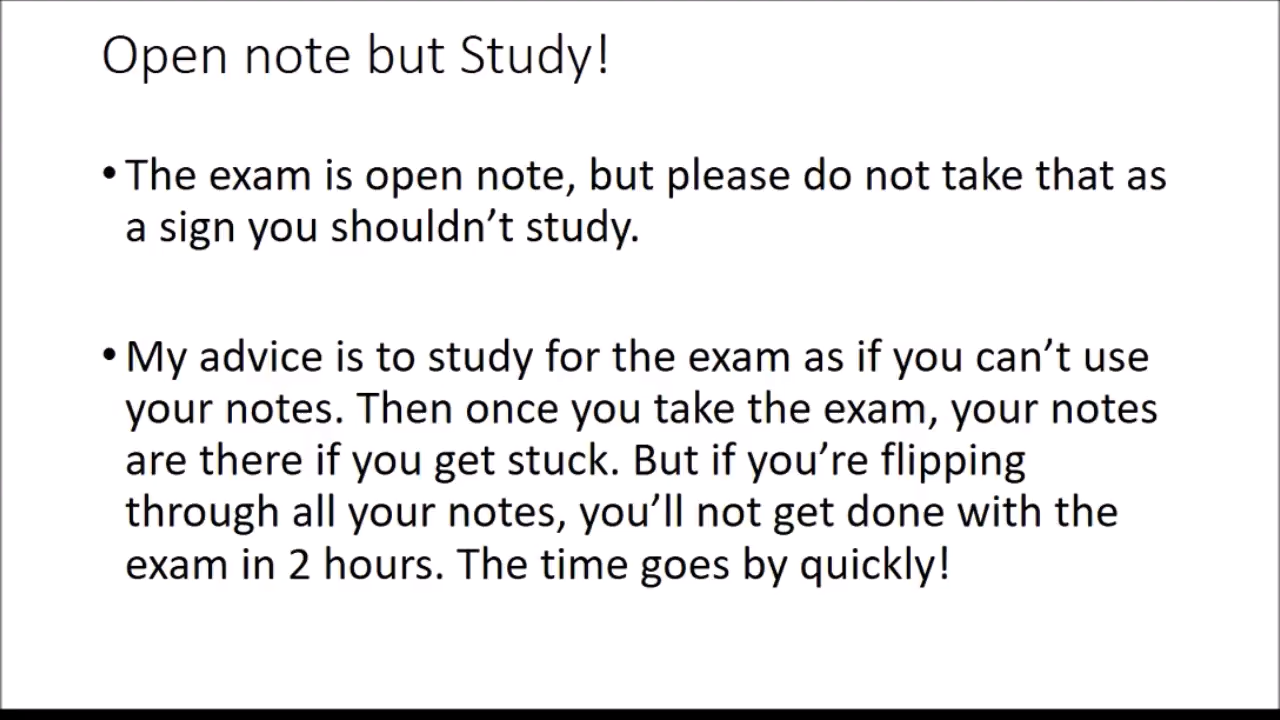 Open note but Study!
• The exam is open note, but please do not take that as
a sign you shouldn’t study.
• My advice is to study for the exam as if you can’t use
your notes. Then once you take the exam, your notes
are there if you get stuck. But if you’re flipping
through all your notes, you’ll not get done with the
exam in 2 hours. The time goes by quickly!